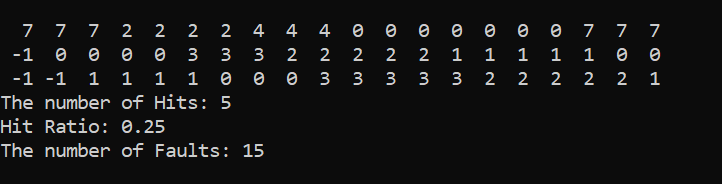 7 7 7 2 2 2 2 4 4 4 0 0 0 0 0 0 0 7 7 7
-1 0 0 0 0 3 3 3 2 2 2 2 2 1 1 1 1 1 0 0
-1 -1 1 1 1 1 0 0 0 3 3 3 3 3 2 2 2 2 2 1
The number of Hits: 5
Hit Ratio: 0.25
The number of Faults: 15